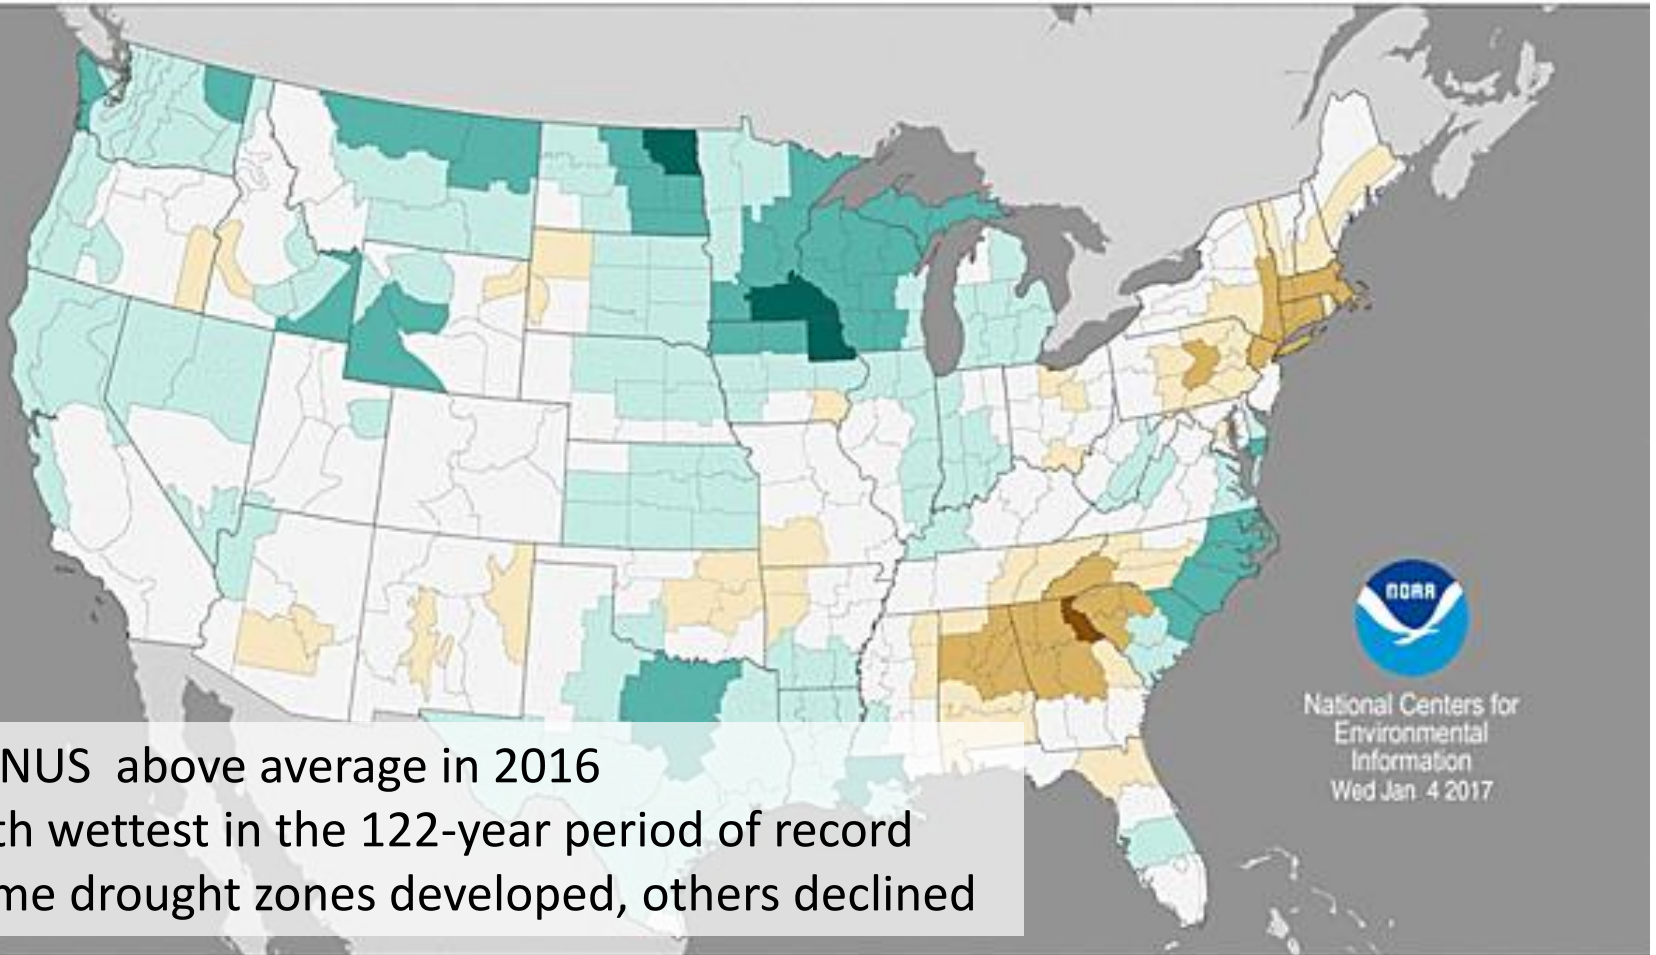 NOAA
National Centers for
Environmental
Information
Wed Jan 4 2017
NUS above average in 2016
th wettest in the 122-year period of record
me drought zones developed, others declined